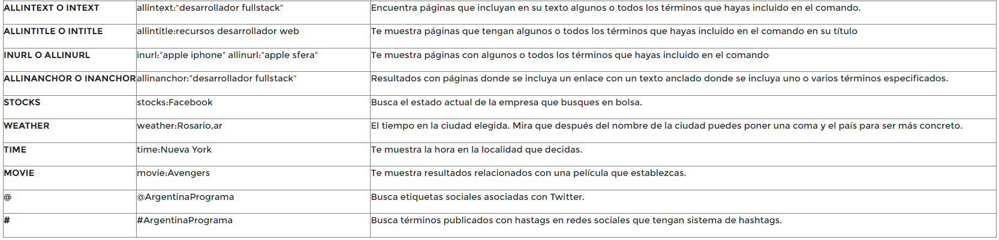 ALLINTEXT O INTEXT allintext:"desarrollador fullstack" Encuentra páginas que incluyan en su texto algunos o todos los términos que hayas incluido en el comando.
ALLINTITLE O INTITLE allintitle:recursos desarrollador web Te muestra páginas que tengan algunos o todos los términos que hayas incluido en el comando en su título
INURL O ALLINURL inurl:"apple iphone" allinurl:"apple sfera" Te muestra páginas con algunos o todos los términos que hayas incluido en el comando
ALLINANCHOR O INANCHOR allinanchor:"desarrollador fullstack" Resultados con páginas donde se incluya un enlace con un texto anclado donde se incluya uno o varios términos especificados.
STOCKS stocks:Facebook Busca el estado actual de la empresa que busques en bolsa.
WEATHER weather:Rosario,ar El tiempo en la ciudad elegida. Mira que después del nombre de la ciudad puedes poner una coma y el país para ser más concreto.
TIME time:Nueva York Te muestra la hora en la localidad que decidas.
MOVIE movie:Avengers Te muestra resultados relacionados con una película que establezcas.
@ @ArgentinaPrograma Busca etiquetas sociales asociadas con Twitter.
# #ArgentinaPrograma Busca términos publicados con hastags en redes sociales que tengan sistema de hashtags.